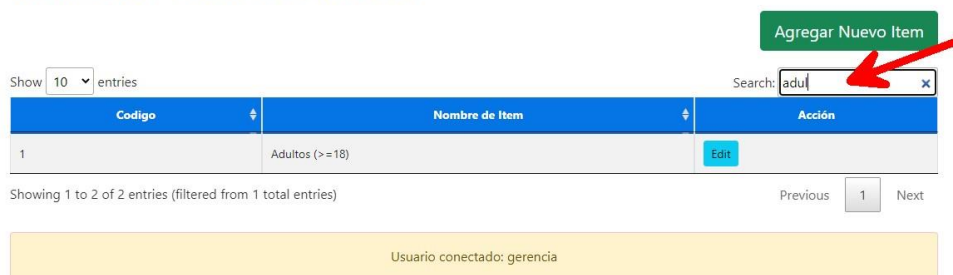 Agregar Nuevo Item
Show 10 entries
Search: adul
Codigo Nombre de Item Acción
1 Adultos (>=18) Edit
Showing 1 to 2 of 2 entries (filtered from 1 total entries)
Previous 1 Next
Usuario conectado: gerencia